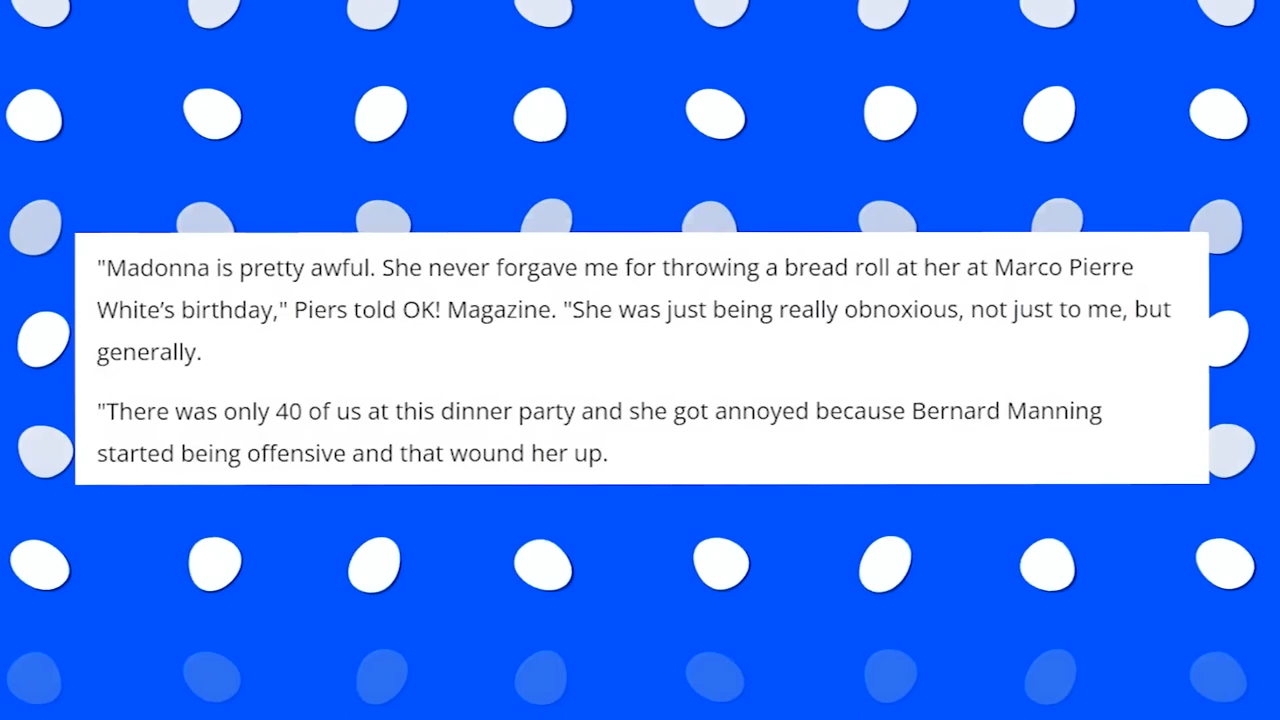 "Madonna is pretty awful. She never forgave me for throwing a bread roll at her at Marco Pierre
White’s birthday," Piers told OK! Magazine. "She was just being really obnoxious, not just to me, but
generally.
"There was only 40 of us at this dinner party and she got annoyed because Bernard Manning
started being offensive and that wound her up.